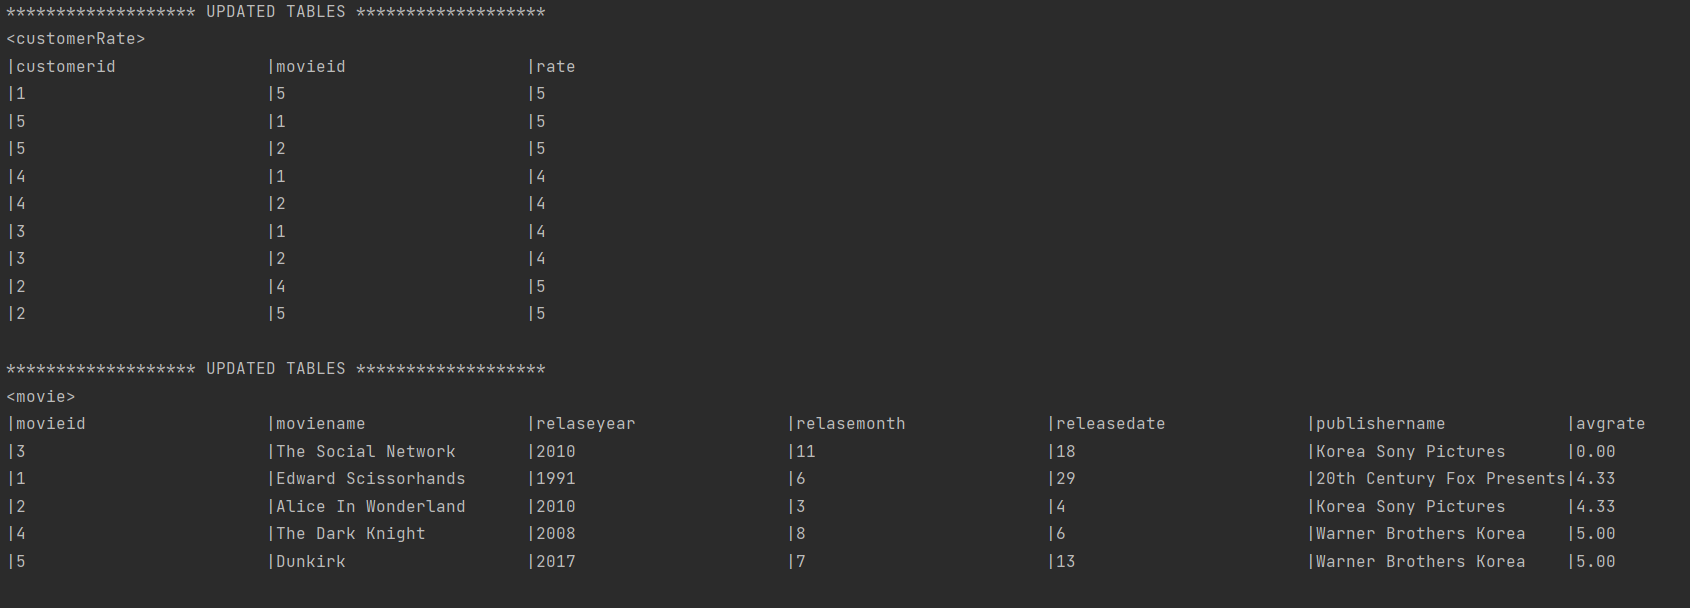 ******************* UPDATED TABLES *******************
<customerRate>
|customerid               |movieid                  |rate
|1                        |5                        |5
|5                        |1                        |5
|5                        |2                        |5
|4                        |1                        |4
|4                        |2                        |4
|3                        |1                        |4
|3                        |2                        |4
|2                        |4                        |5
|2                        |5                        |5
******************* UPDATED TABLES *******************
<movie>
|movieid                  |moviename                |relaseyear               |relasemonth              |releasedate              |publishername            |avgrate
|3                        |The Social Network       |2010                     |11                       |18                       |Korea Sony Pictures      |0.00
|1                        |Edward Scissorhands      |1991                     |6                        |29                       |20th Century Fox Presents|4.33
|2                        |Alice In Wonderland      |2010                     |3                        |4                        |Korea Sony Pictures      |4.33
|4                        |The Dark Knight          |2008                     |8                        |6                        |Warner Brothers Korea    |5.00
|5                        |Dunkirk                  |2017                     |7                        |13                       |Warner Brothers Korea    |5.00